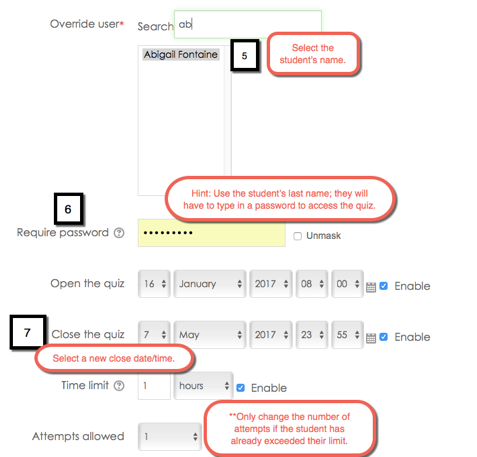 Override user*
Search ab
Abigail Fontaine
5
Select the
student's name.
Hint: Use the student's last name; they will
have to type in a password to access the quiz.
6
Require password ?
•••••••••
Unmask
Open the quiz 16 January 2017 08 00 Enable
7
Close the quiz 7 May 2017 23 55 Enable
Select a new close date/time.
Time limit ? 1 hours Enable
**Only change the number of
attempts if the student has
already exceeded their limit.
Attempts allowed 1